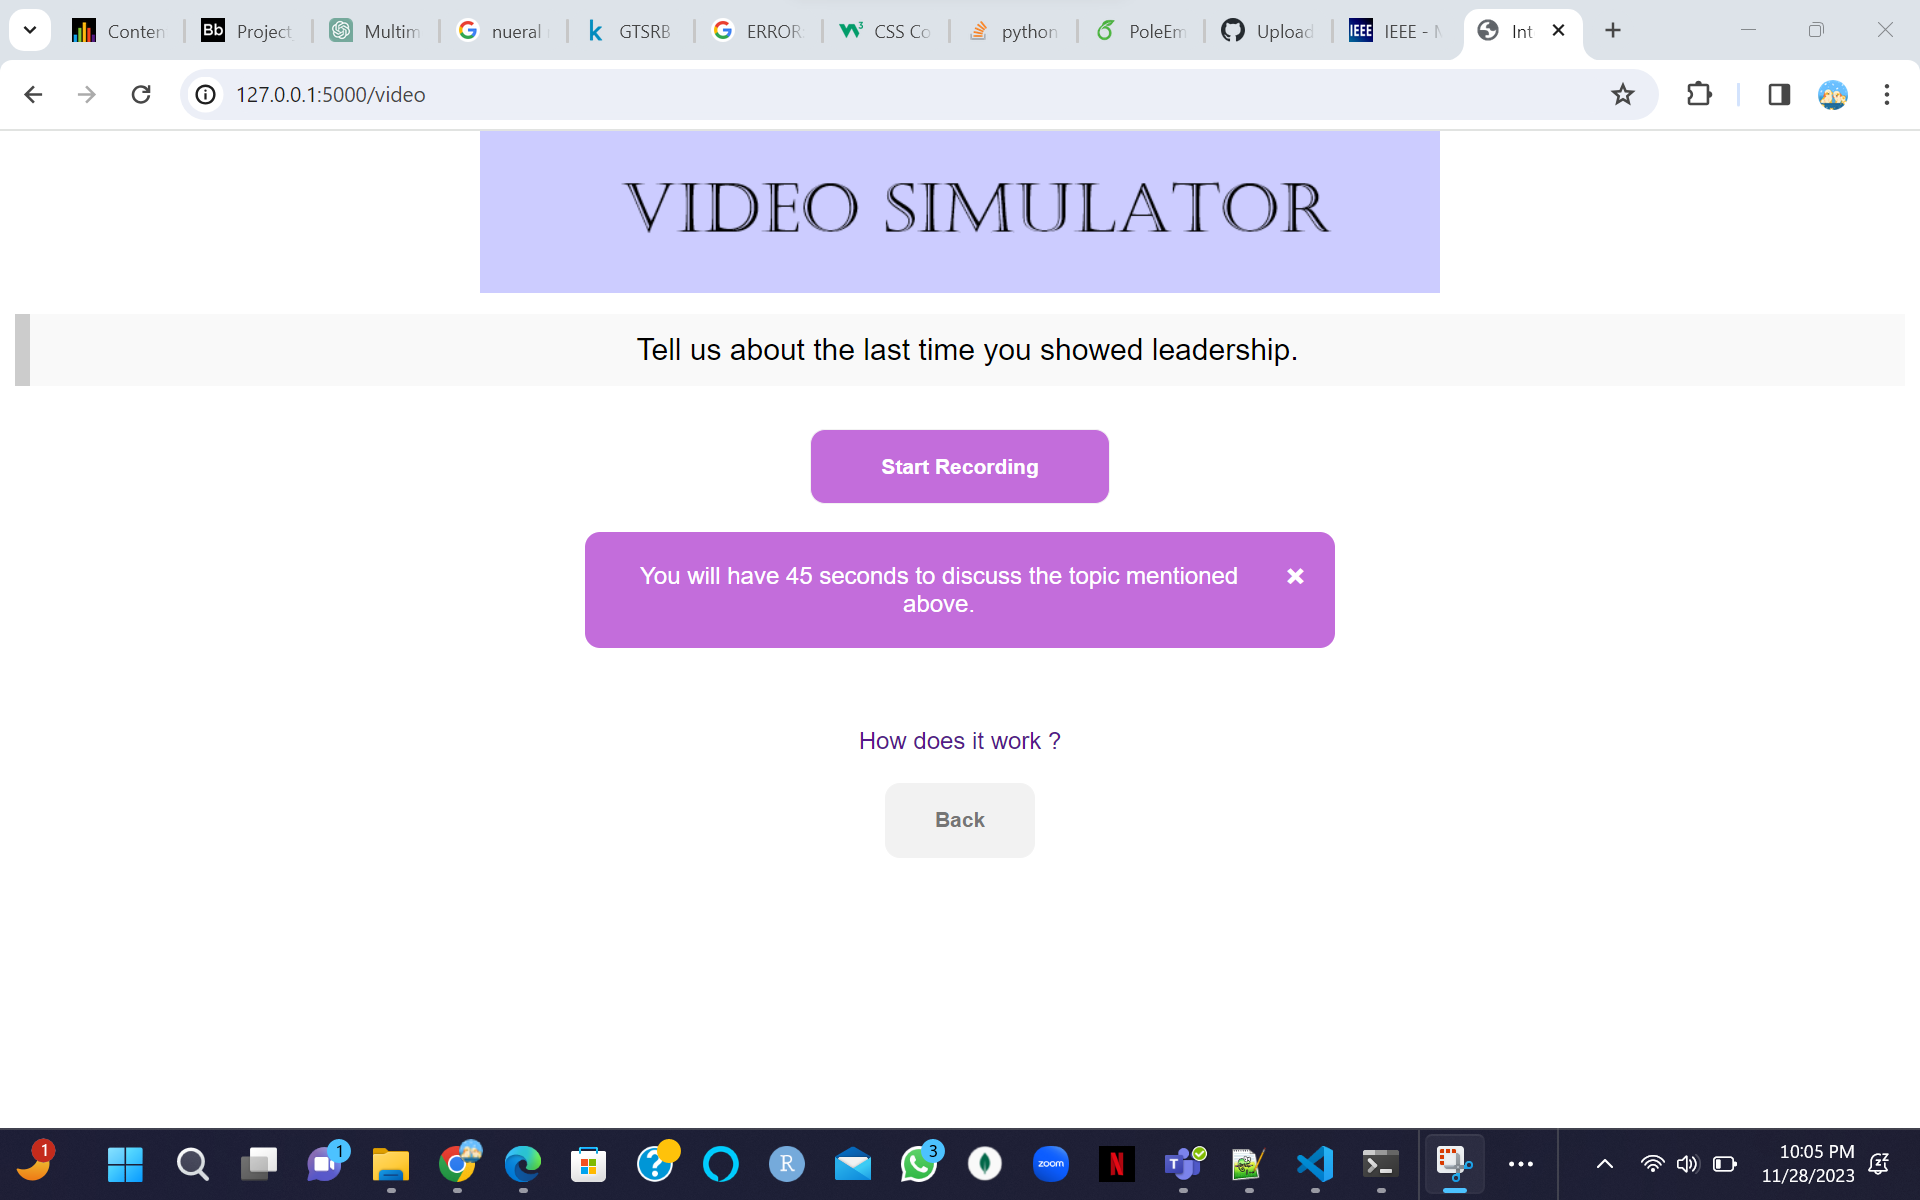 Conten
Bb
Project
Multim
nueral
k
GTSRB
ERROR
CSS Co
python
PoleEm
Upload
IEEE
IEEE -
Int
127.0.0.1:5000/video
VIDEO SIMULATOR
Tell us about the last time you showed leadership.
Start Recording
You will have 45 seconds to discuss the topic mentioned
above.
How does it work ?
Back
1
1
R
3
zoom
N
T
10:05 PM
11/28/2023